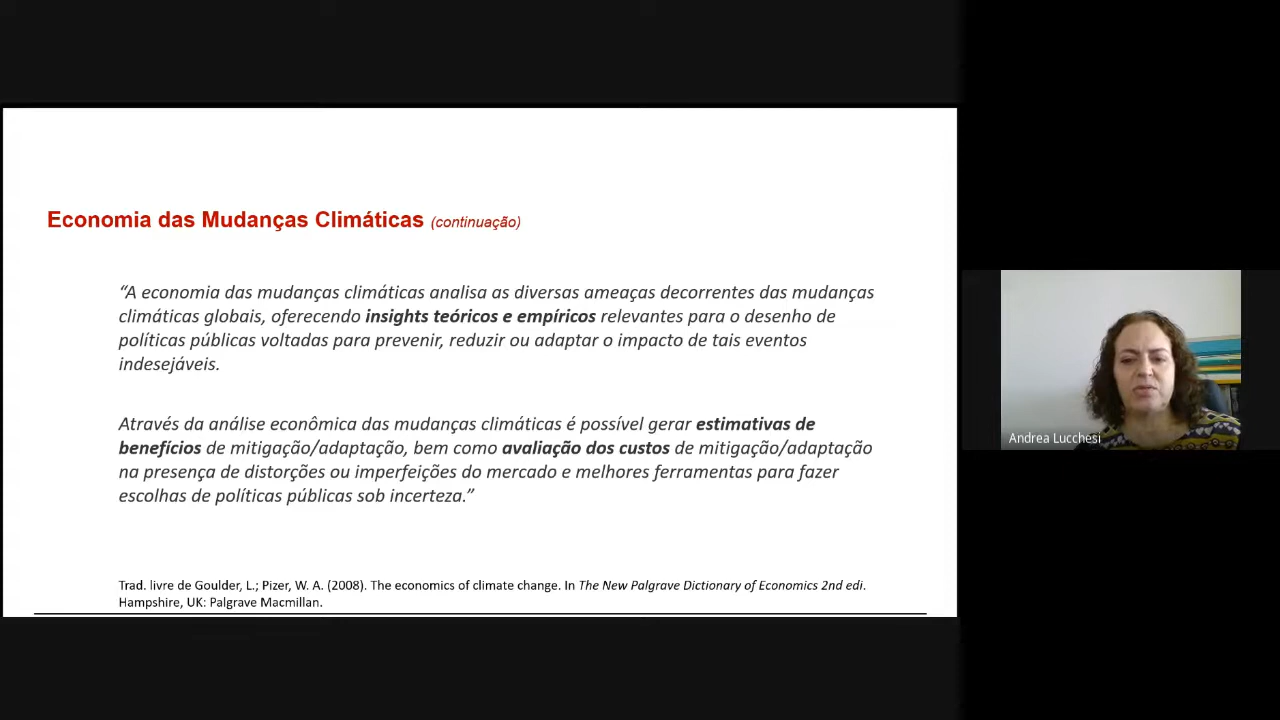 Economia das Mudanças Climáticas (continuação)
“A economia das mudanças climáticas analisa as diversas ameaças decorrentes das mudanças
climáticas globais, oferecendo insights teóricos e empíricos relevantes para o desenho de
políticas públicas voltadas para prevenir, reduzir ou adaptar o impacto de tais eventos
indesejáveis.
Através da análise econômica das mudanças climáticas é possível gerar estimativas de
benefícios de mitigação/adaptação, bem como avaliação dos custos de mitigação/adaptação
na presença de distorções ou imperfeições do mercado e melhores ferramentas para fazer
escolhas de políticas públicas sob incerteza.”
Trad. livre de Goulder, L.; Pizer, W. A. (2008). The economics of climate change. In The New Palgrave Dictionary of Economics 2nd edi.
Hampshire, UK: Palgrave Macmillan.
Andrea Lucchesi